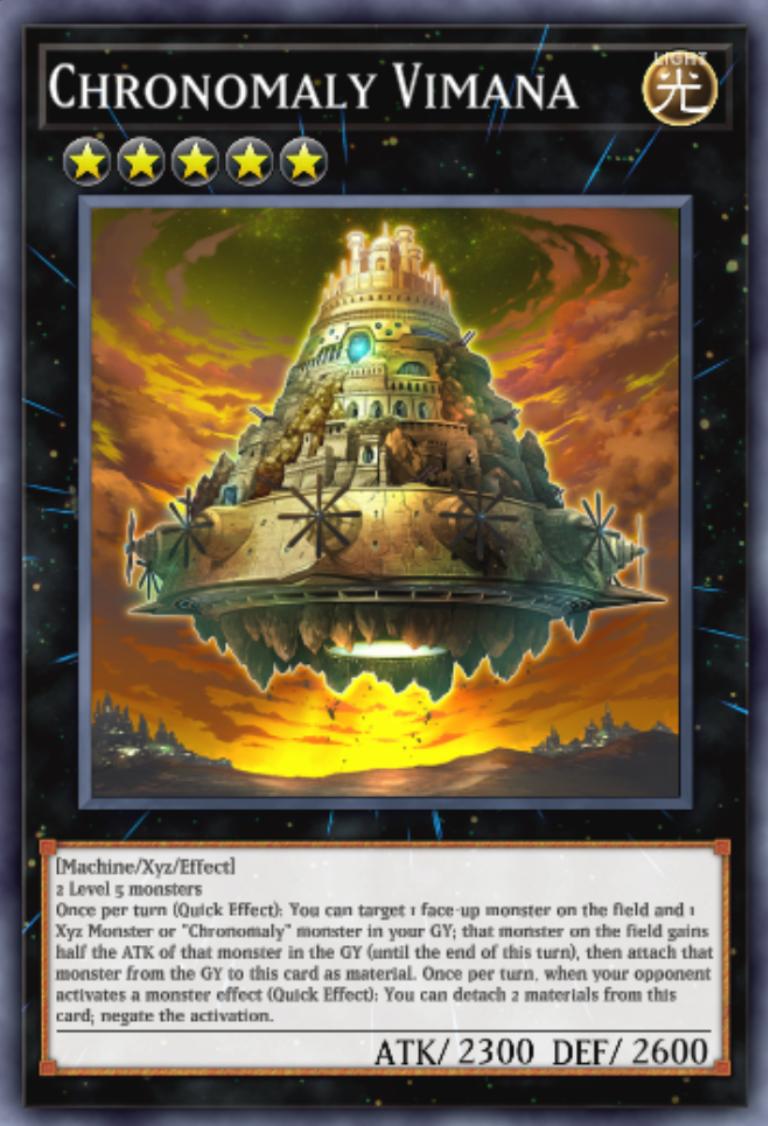 CHRONOMALY VIMANA
LIGHT
光
[Machine/Xyz/Effect]
2 Level 5 monsters
Once per turn (Quick Effect): You can target 1 face-up monster on the field and 1
Xyz Monster or "Chronomaly" monster in your GY; that monster on the field gains
half the ATK of that monster in the GY (until the end of this turn), then attach that
monster from the GY to this card as material. Once per turn, when your opponent
activates a monster effect (Quick Effect): You can detach 2 materials from this
card; negate the activation.
ATK/ 2300 DEF/ 2600